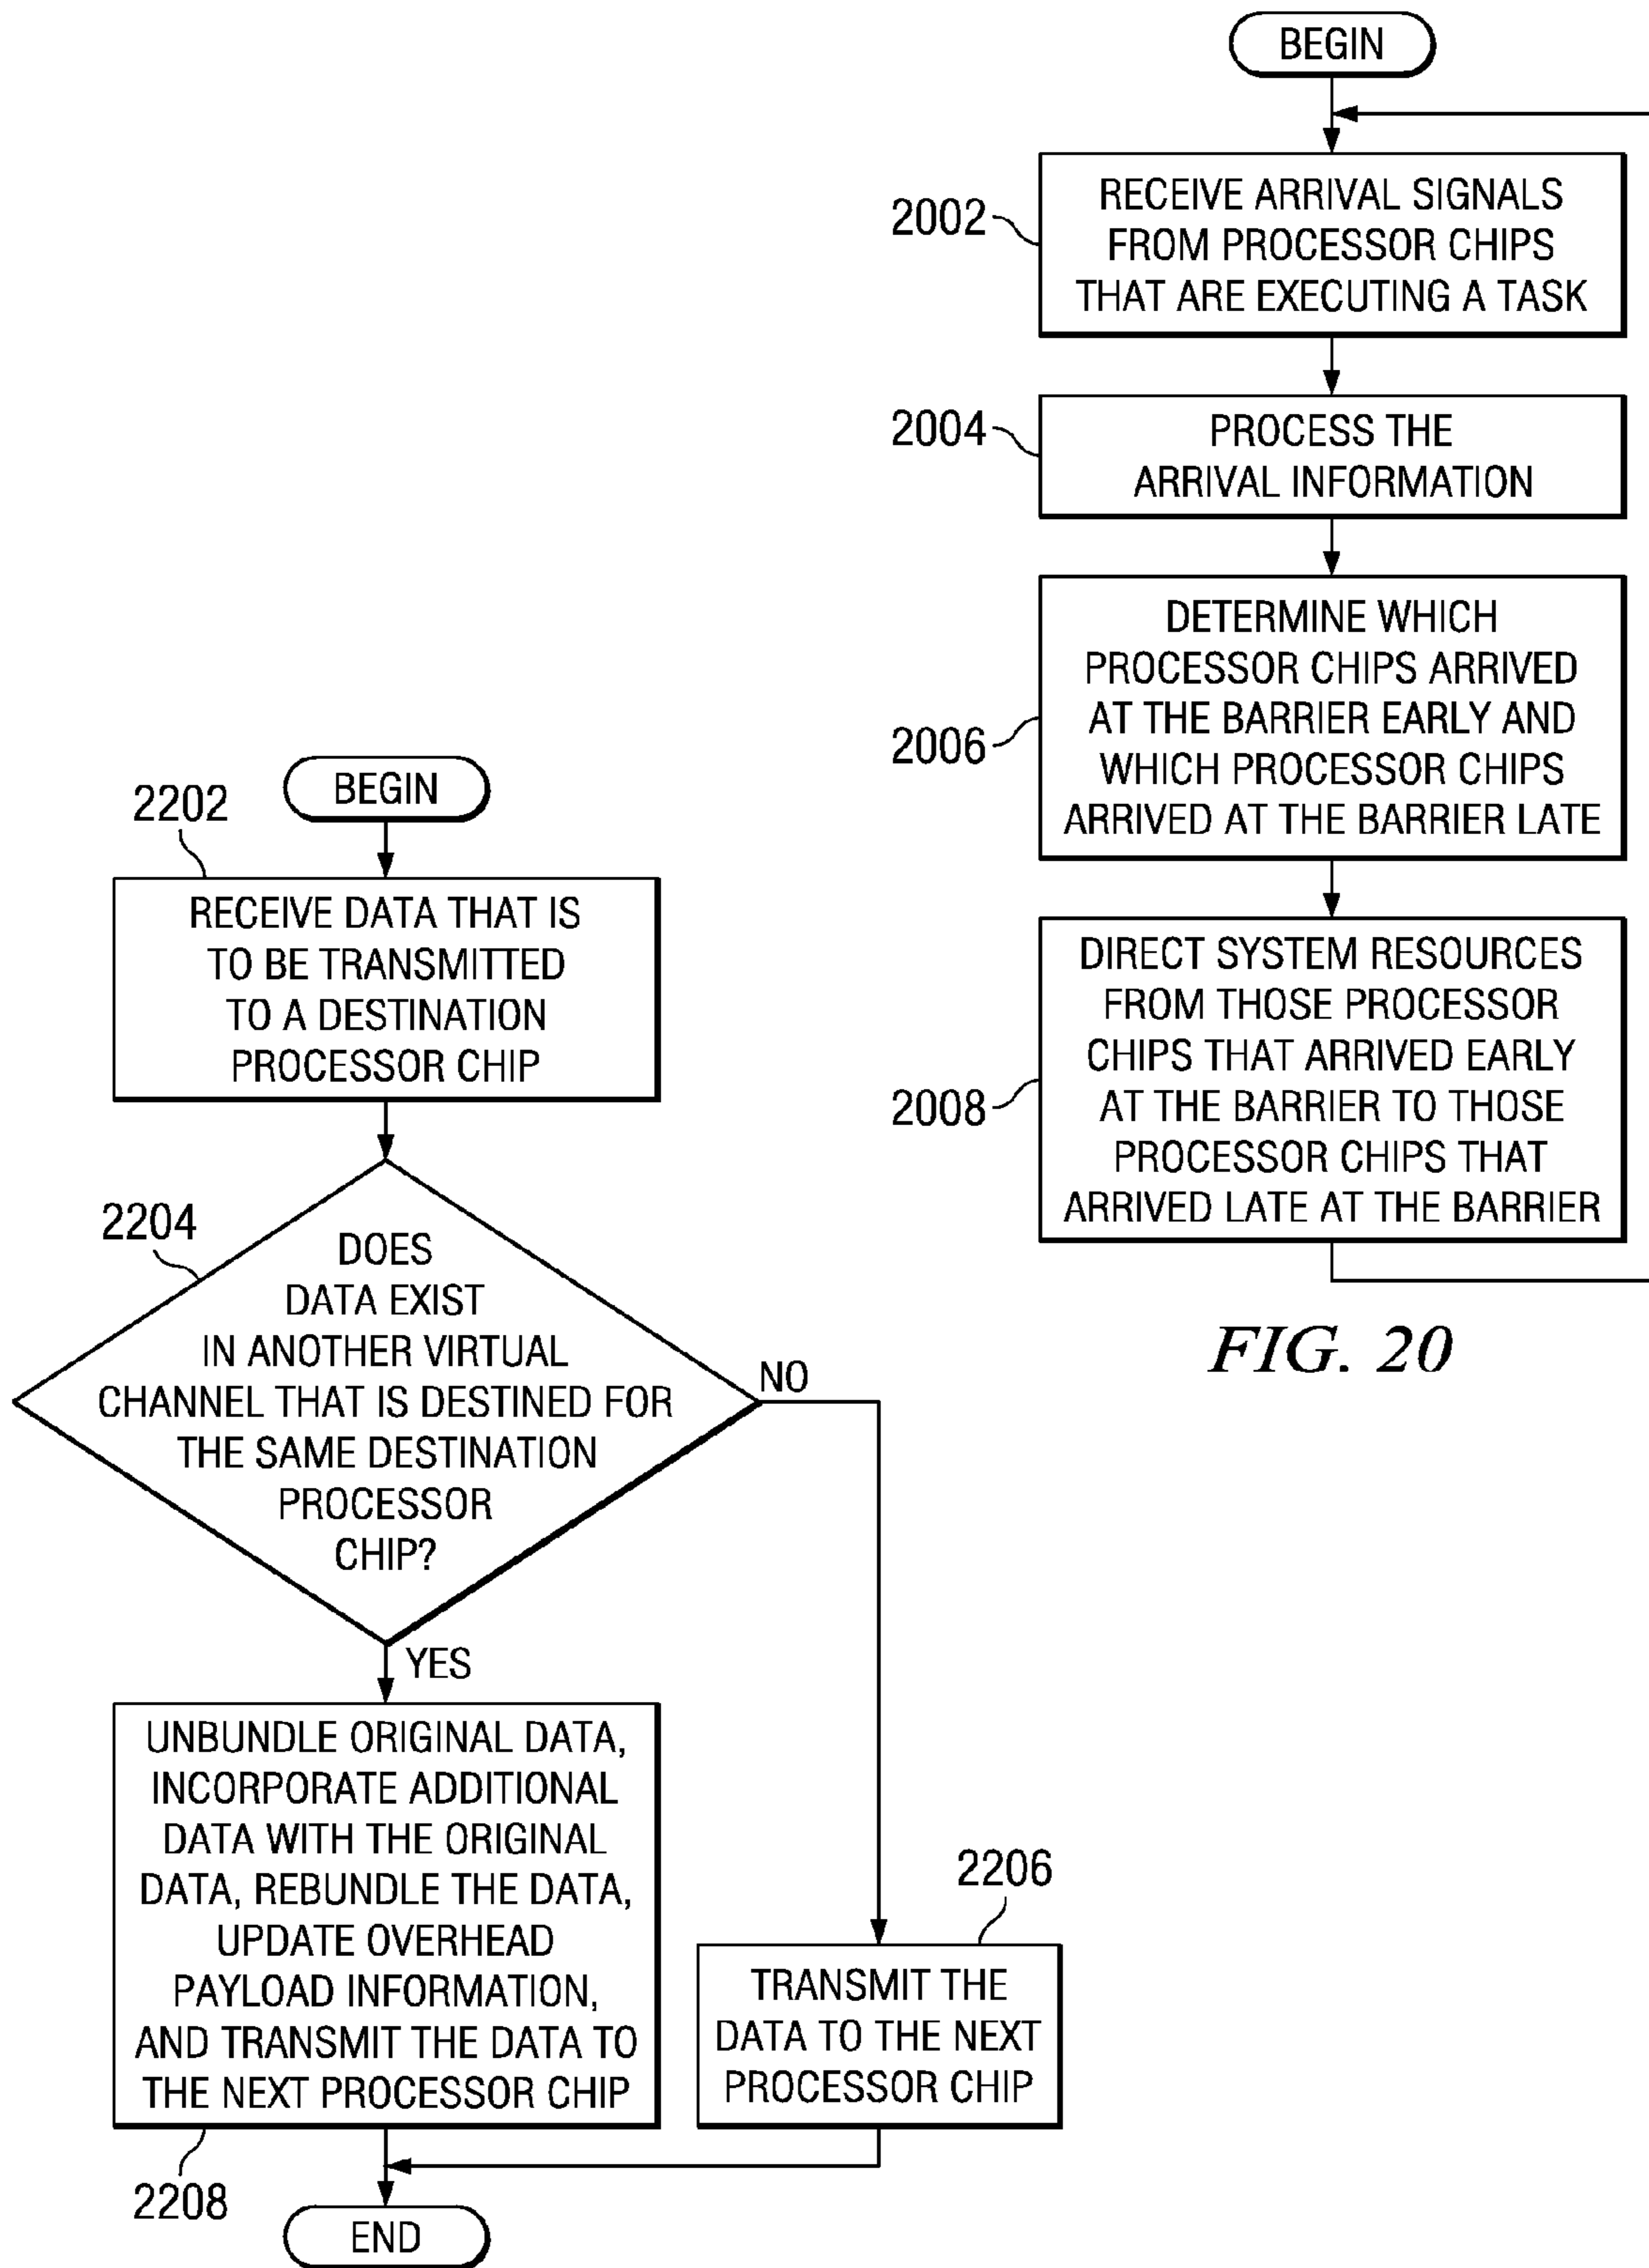 BEGIN
2202
RECEIVE DATA THAT IS
TO BE TRANSMITTED
TO A DESTINATION
PROCESSOR CHIP
2204
DOES
DATA EXIST
IN ANOTHER VIRTUAL
CHANNEL THAT IS DESTINED FOR
THE SAME DESTINATION
PROCESSOR
CHIP?
NO
YES
UNBUNDLE ORIGINAL DATA,
INCORPORATE ADDITIONAL
DATA WITH THE ORIGINAL
DATA, REBUNDLE THE DATA,
UPDATE OVERHEAD
PAYLOAD INFORMATION,
AND TRANSMIT THE DATA TO
THE NEXT PROCESSOR CHIP
2208
2206
TRANSMIT THE
DATA TO THE NEXT
PROCESSOR CHIP
END
BEGIN
2002
RECEIVE ARRIVAL SIGNALS
FROM PROCESSOR CHIPS
THAT ARE EXECUTING A TASK
2004
PROCESS THE
ARRIVAL INFORMATION
2006
DETERMINE WHICH
PROCESSOR CHIPS ARRIVED
AT THE BARRIER EARLY AND
WHICH PROCESSOR CHIPS
ARRIVED AT THE BARRIER LATE
2008
DIRECT SYSTEM RESOURCES
FROM THOSE PROCESSOR
CHIPS THAT ARRIVED EARLY
AT THE BARRIER TO THOSE
PROCESSOR CHIPS THAT
ARRIVED LATE AT THE BARRIER
FIG. 20